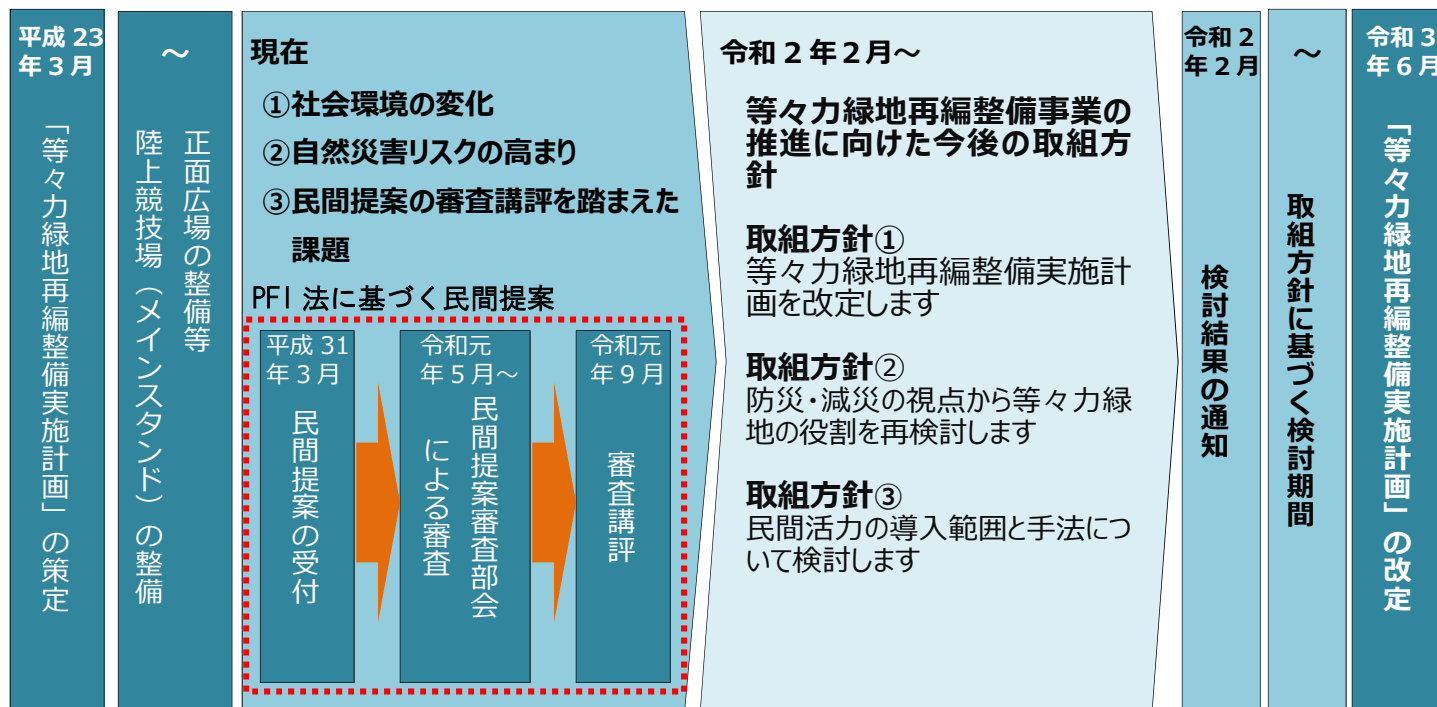 平成 23
年 3 月
「等々力緑地再編整備実施計画」の策定
～
正面広場の整備等
陸上競技場（メインスタンド）の整備
現在
①社会環境の変化
②自然災害リスクの高まり
③民間提案の審査講評を踏まえた
課題
PFI 法に基づく民間提案
平成 31
年 3 月
民間提案の受付
令和元
年 5 月～
民間提案審査部会
による審査
令和元
年 9 月
審査講評
令和 2 年 2 月～
等々力緑地再編整備事業の
推進に向けた今後の取組方
針
取組方針①
等々力緑地再編整備実施計
画を改定します
取組方針②
防災・減災の視点から等々力緑
地の役割を再検討します
取組方針③
民間活力の導入範囲と手法につ
いて検討します
令和 2
年 2 月
検討結果の通知
～
取組方針に基づく検討期間
令和 3
年 6 月
「等々力緑地再編整備実施計画」の改定